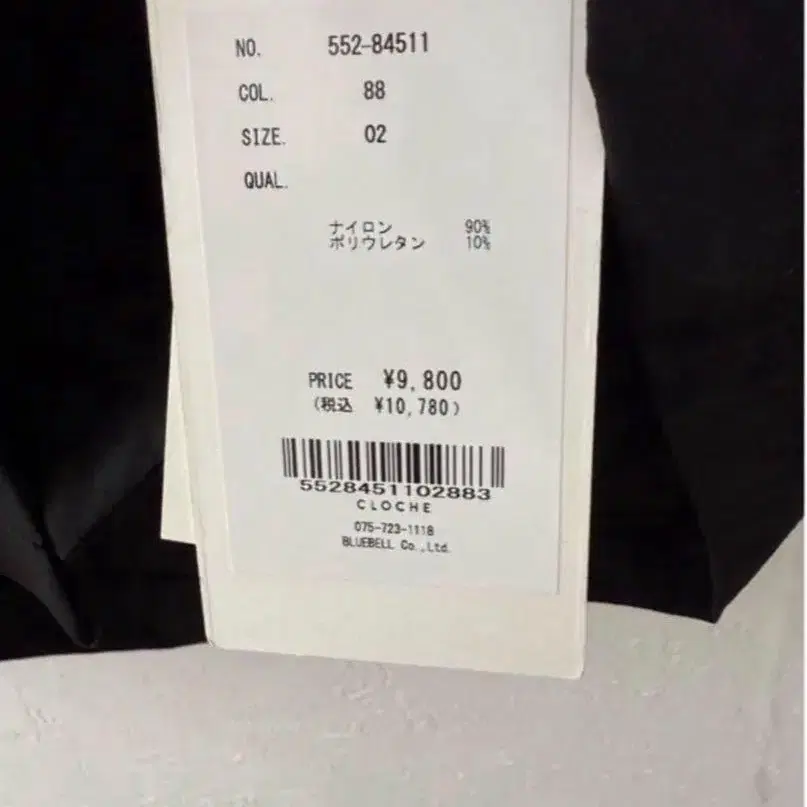 NO. 552-84511
COL. 88
SIZE. 02
QUAL.
ナイロン 90%
ポリウレタン 10%
PRICE ¥9,800
(税込 ¥10,780)
5528451102883
CLOCHE
075-723-1118
BLUEBELL Co.,Ltd.